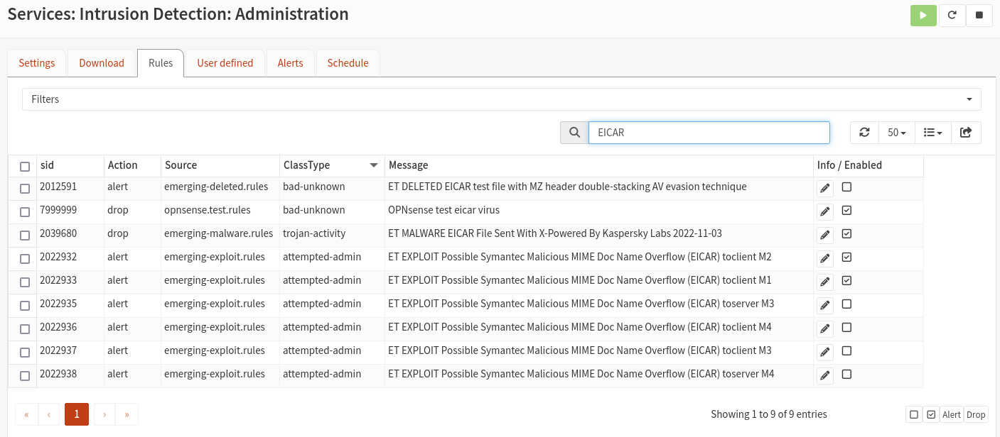 Services: Intrusion Detection: Administration
Settings Download Rules User defined Alerts Schedule
Filters
EICAR 50
sid Action Source ClassType Message Info / Enabled
2012591 alert emerging-deleted.rules bad-unknown ET DELETED EICAR test file with MZ header double-stacking AV evasion technique
7999999 drop opnsense.test.rules bad-unknown OPNsense test eicar virus
2039680 drop emerging-malware.rules trojan-activity ET MALWARE EICAR File Sent With X-Powered By Kaspersky Labs 2022-11-03
2022932 alert emerging-exploit.rules attempted-admin ET EXPLOIT Possible Symantec Malicious MIME Doc Name Overflow (EICAR) toclient M2
2022933 alert emerging-exploit.rules attempted-admin ET EXPLOIT Possible Symantec Malicious MIME Doc Name Overflow (EICAR) toclient M1
2022935 alert emerging-exploit.rules attempted-admin ET EXPLOIT Possible Symantec Malicious MIME Doc Name Overflow (EICAR) toserver M3
2022936 alert emerging-exploit.rules attempted-admin ET EXPLOIT Possible Symantec Malicious MIME Doc Name Overflow (EICAR) toclient M4
2022937 alert emerging-exploit.rules attempted-admin ET EXPLOIT Possible Symantec Malicious MIME Doc Name Overflow (EICAR) toclient M3
2022938 alert emerging-exploit.rules attempted-admin ET EXPLOIT Possible Symantec Malicious MIME Doc Name Overflow (EICAR) toserver M4
« ‹ 1 › » Showing 1 to 9 of 9 entries Alert Drop